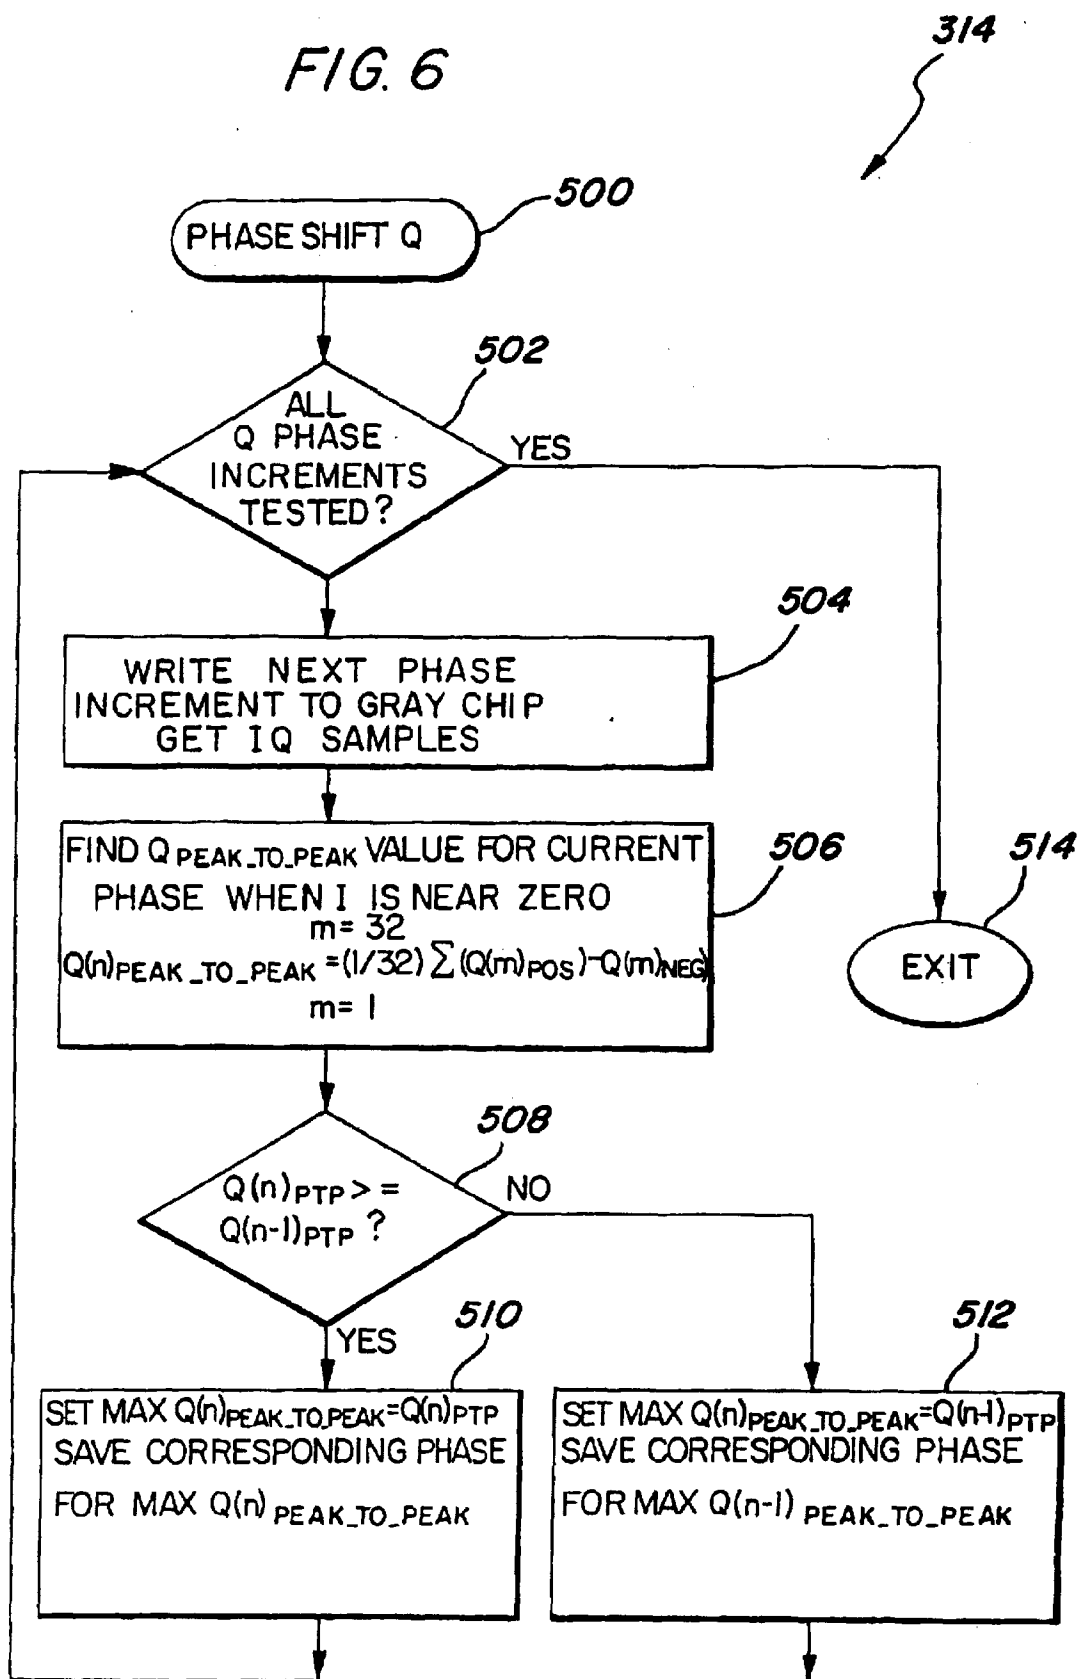 FIG. 6
314
PHASE SHIFT Q
500
502
ALL
Q PHASE
INCREMENTS
TESTED?
YES
504
WRITE NEXT PHASE
INCREMENT TO GRAY CHIP
GET IQ SAMPLES
506
FIND Q PEAK_TO_PEAK VALUE FOR CURRENT
PHASE WHEN I IS NEAR ZERO
m= 32
Q(n)PEAK_TO_PEAK =(1/32) ∑ (Q(m)POS)-Q(m)NEG)
m= 1
514
EXIT
508
Q(n)PTP > =
Q(n-1)PTP ?
NO
YES
510
SET MAX Q(n)PEAK_TO_PEAK=Q(n)PTP
SAVE CORRESPONDING PHASE
FOR MAX Q(n) PEAK_TO_PEAK
512
SET MAX Q(n)PEAK_TO_PEAK=Q(n-1)PTP
SAVE CORRESPONDING PHASE
FOR MAX Q(n-1) PEAK_TO_PEAK